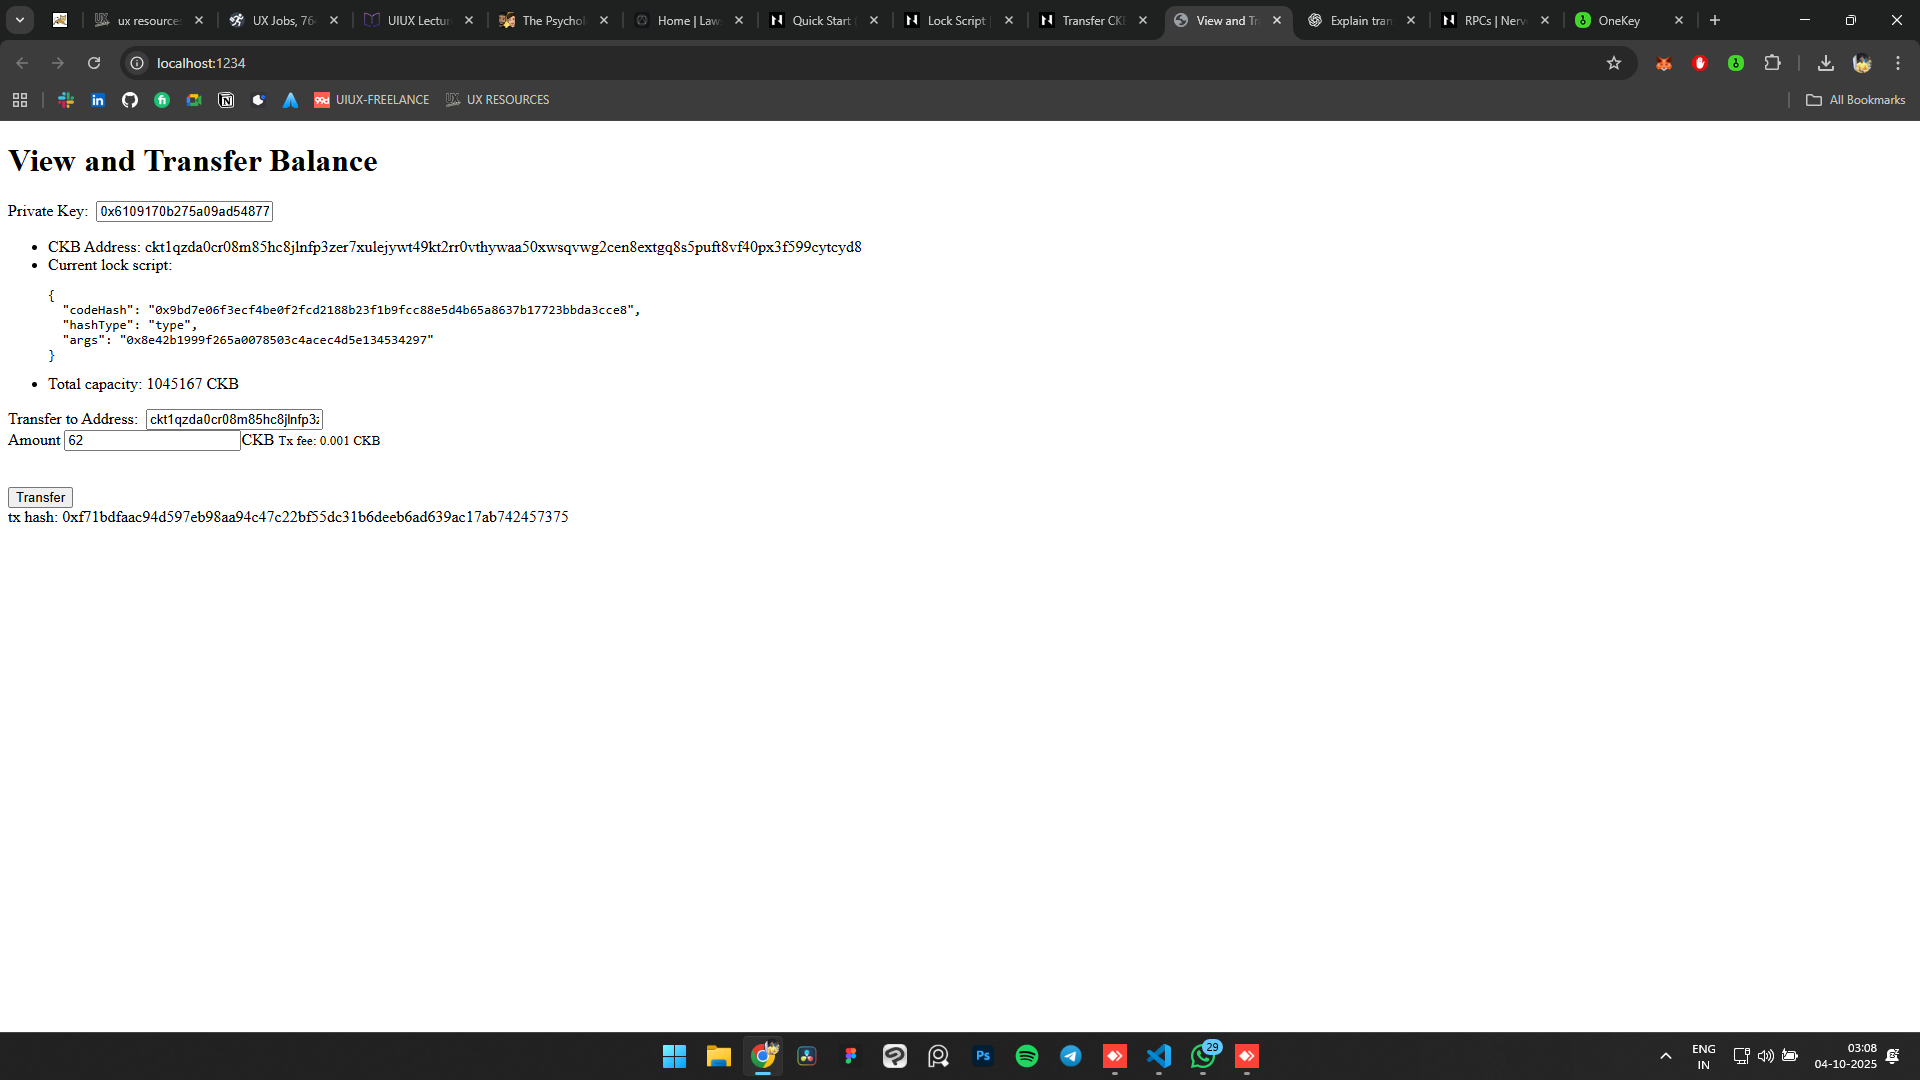 ux resource
UX Jobs, 76
UIUX Lectur
The Psychol
Home | Law
Quick Start
Lock Script
Transfer CKB
View and Tr
Explain tran
RPCs | Nerv
OneKey
localhost:1234
UIUX-FREELANCE
UX RESOURCES
All Bookmarks
View and Transfer Balance
Private Key: 0x6109170b275a09ad54877
CKB Address: ckt1qzda0cr08m85hc8jlnfp3zer7xulejywt49kt2rr0vthywaa50xwsqvwg2cen8extgq8s5puft8vf40px3f599cytcyd8
Current lock script:
{
"codeHash": "0x9bd7e06f3ecf4be0f2fcd2188b23f1b9fcc88e5d4b65a8637b17723bbda3cce8",
"hashType": "type",
"args": "0x8e42b1999f265a0078503c4acec4d5e134534297"
}
Total capacity: 1045167 CKB
Transfer to Address: ckt1qzda0cr08m85hc8jlnfp3z
Amount 62 CKB Tx fee: 0.001 CKB
Transfer
tx hash: 0xf71bdfaac94d597eb98aa94c47c22bf55dc31b6deeb6ad639ac17ab742457375
Ps
29
ENG
IN
03:08
04-10-2025